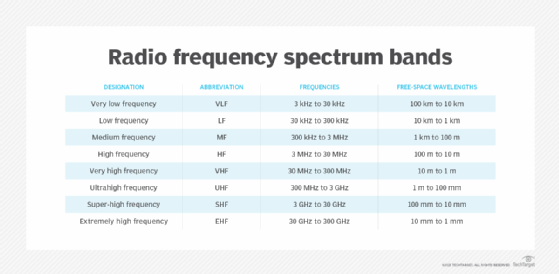 Radio frequency spectrum bands
DESIGNATION ABBREVIATION FREQUENCIES FREE-SPACE WAVELENGTHS
Very low frequency VLF 3 kHz to 30 kHz 100 km to 10 km
Low frequency LF 30 kHz to 300 kHz 10 km to 1 km
Medium frequency MF 300 kHz to 3 MHz 1 km to 100 m
High frequency HF 3 MHz to 30 MHz 100 m to 10 m
Very high frequency VHF 30 MHz to 300 MHz 10 m to 1 m
Ultrahigh frequency UHF 300 MHz to 3 GHz 1 m to 100 mm
Super-high frequency SHF 3 GHz to 30 GHz 100 mm to 10 mm
Extremely high frequency EHF 30 GHz to 300 GHz 10 mm to 1 mm
TECHTARGET. ALL RIGHTS RESERVED TechTarget